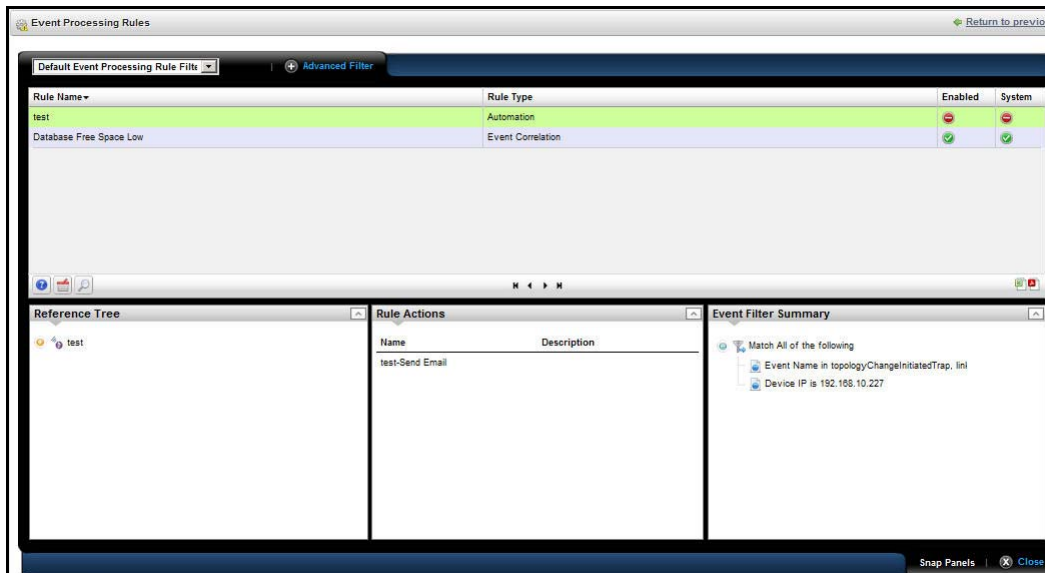 Event Processing Rules
Return to previo
Default Event Processing Rule Filte
Advanced Filter
Rule Name Rule Type Enabled System
test Automation
Database Free Space Low Event Correlation
Reference Tree
test
Rule Actions
Name Description
test-Send Email
Event Filter Summary
Match All of the following
Event Name in topologyChangeInitiatedTrap, linl
Device IP is 192.168.10.227
Snap Panels | Close